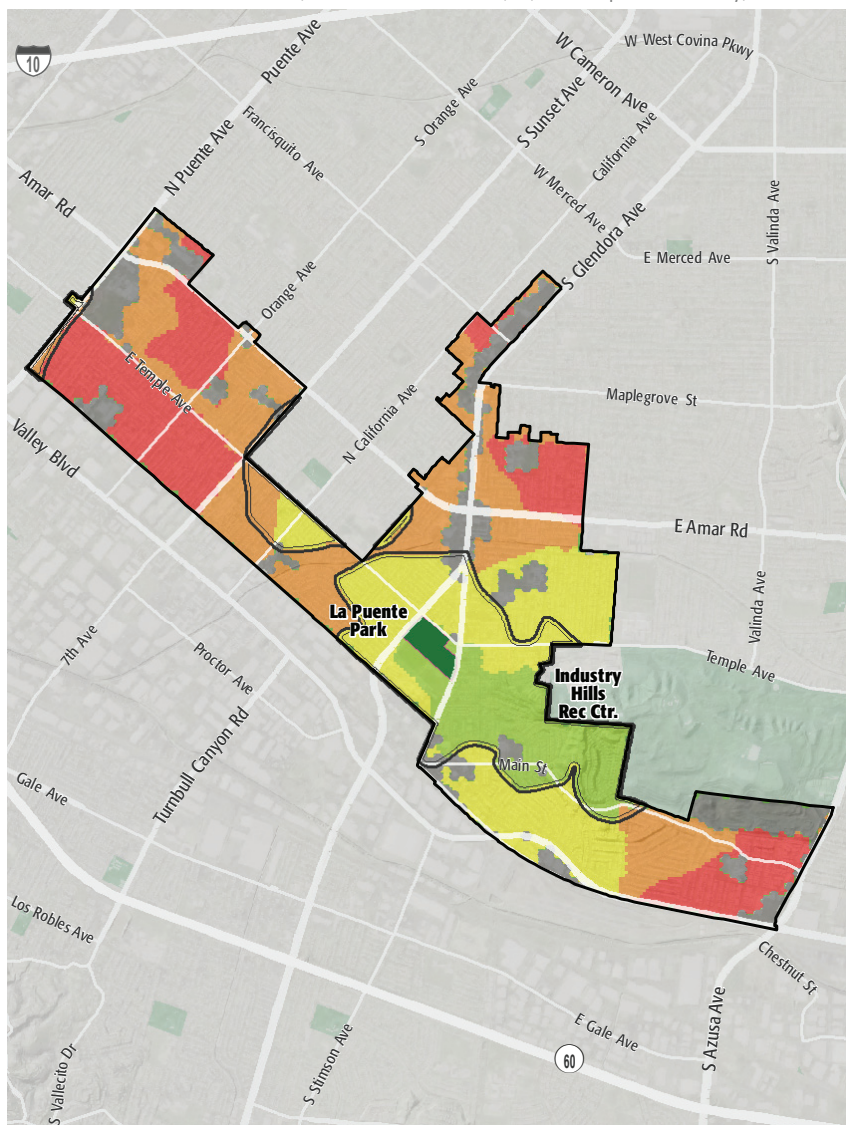 10
Puente Ave
W Cameron Ave
W West Covina Pkwy
Francisquito Ave
S Orange Ave
S Sunset Ave
California Ave
N Puente Ave
Amar Rd
W Merced Ave
S Glendora Ave
S Valinda Ave
E Merced Ave
Orange Ave
E Temple Ave
N California Ave
Maplegrove St
Valley Blvd
E Amar Rd
La Puente
Park
Valinda Ave
7th Ave
Proctor Ave
Temple Ave
Industry
Hills
Rec Ctr.
Turnbull Canyon Rd
Main St
Gale Ave
Los Robles Ave
Chestnut St
S Azusa Ave
E Gale Ave
S Stimson Ave
60
S Vallecito Dr